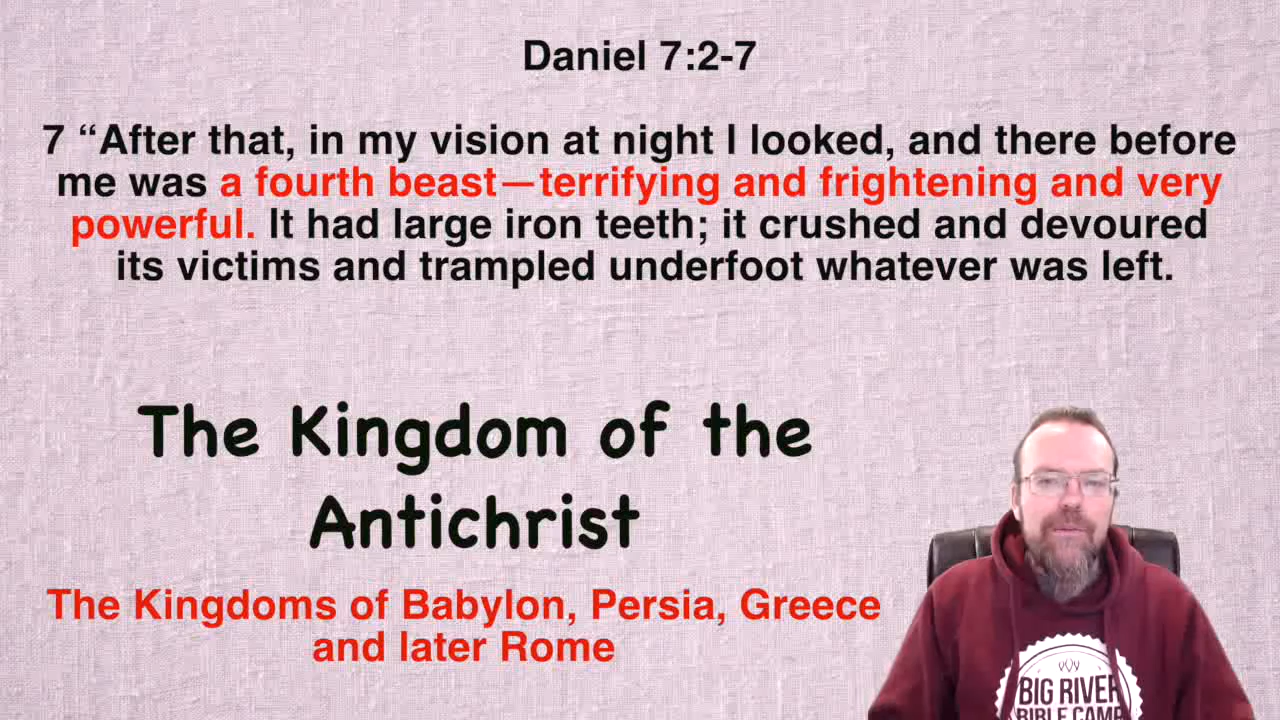 Daniel 7:2-7
7 “After that, in my vision at night I looked, and there before
me was a fourth beast—terrifying and frightening and very
powerful. It had large iron teeth; it crushed and devoured
its victims and trampled underfoot whatever was left.
The Kingdom of the
Antichrist
The Kingdoms of Babylon, Persia, Greece
and later Rome
BIG RIVER
BIBLE CAMP